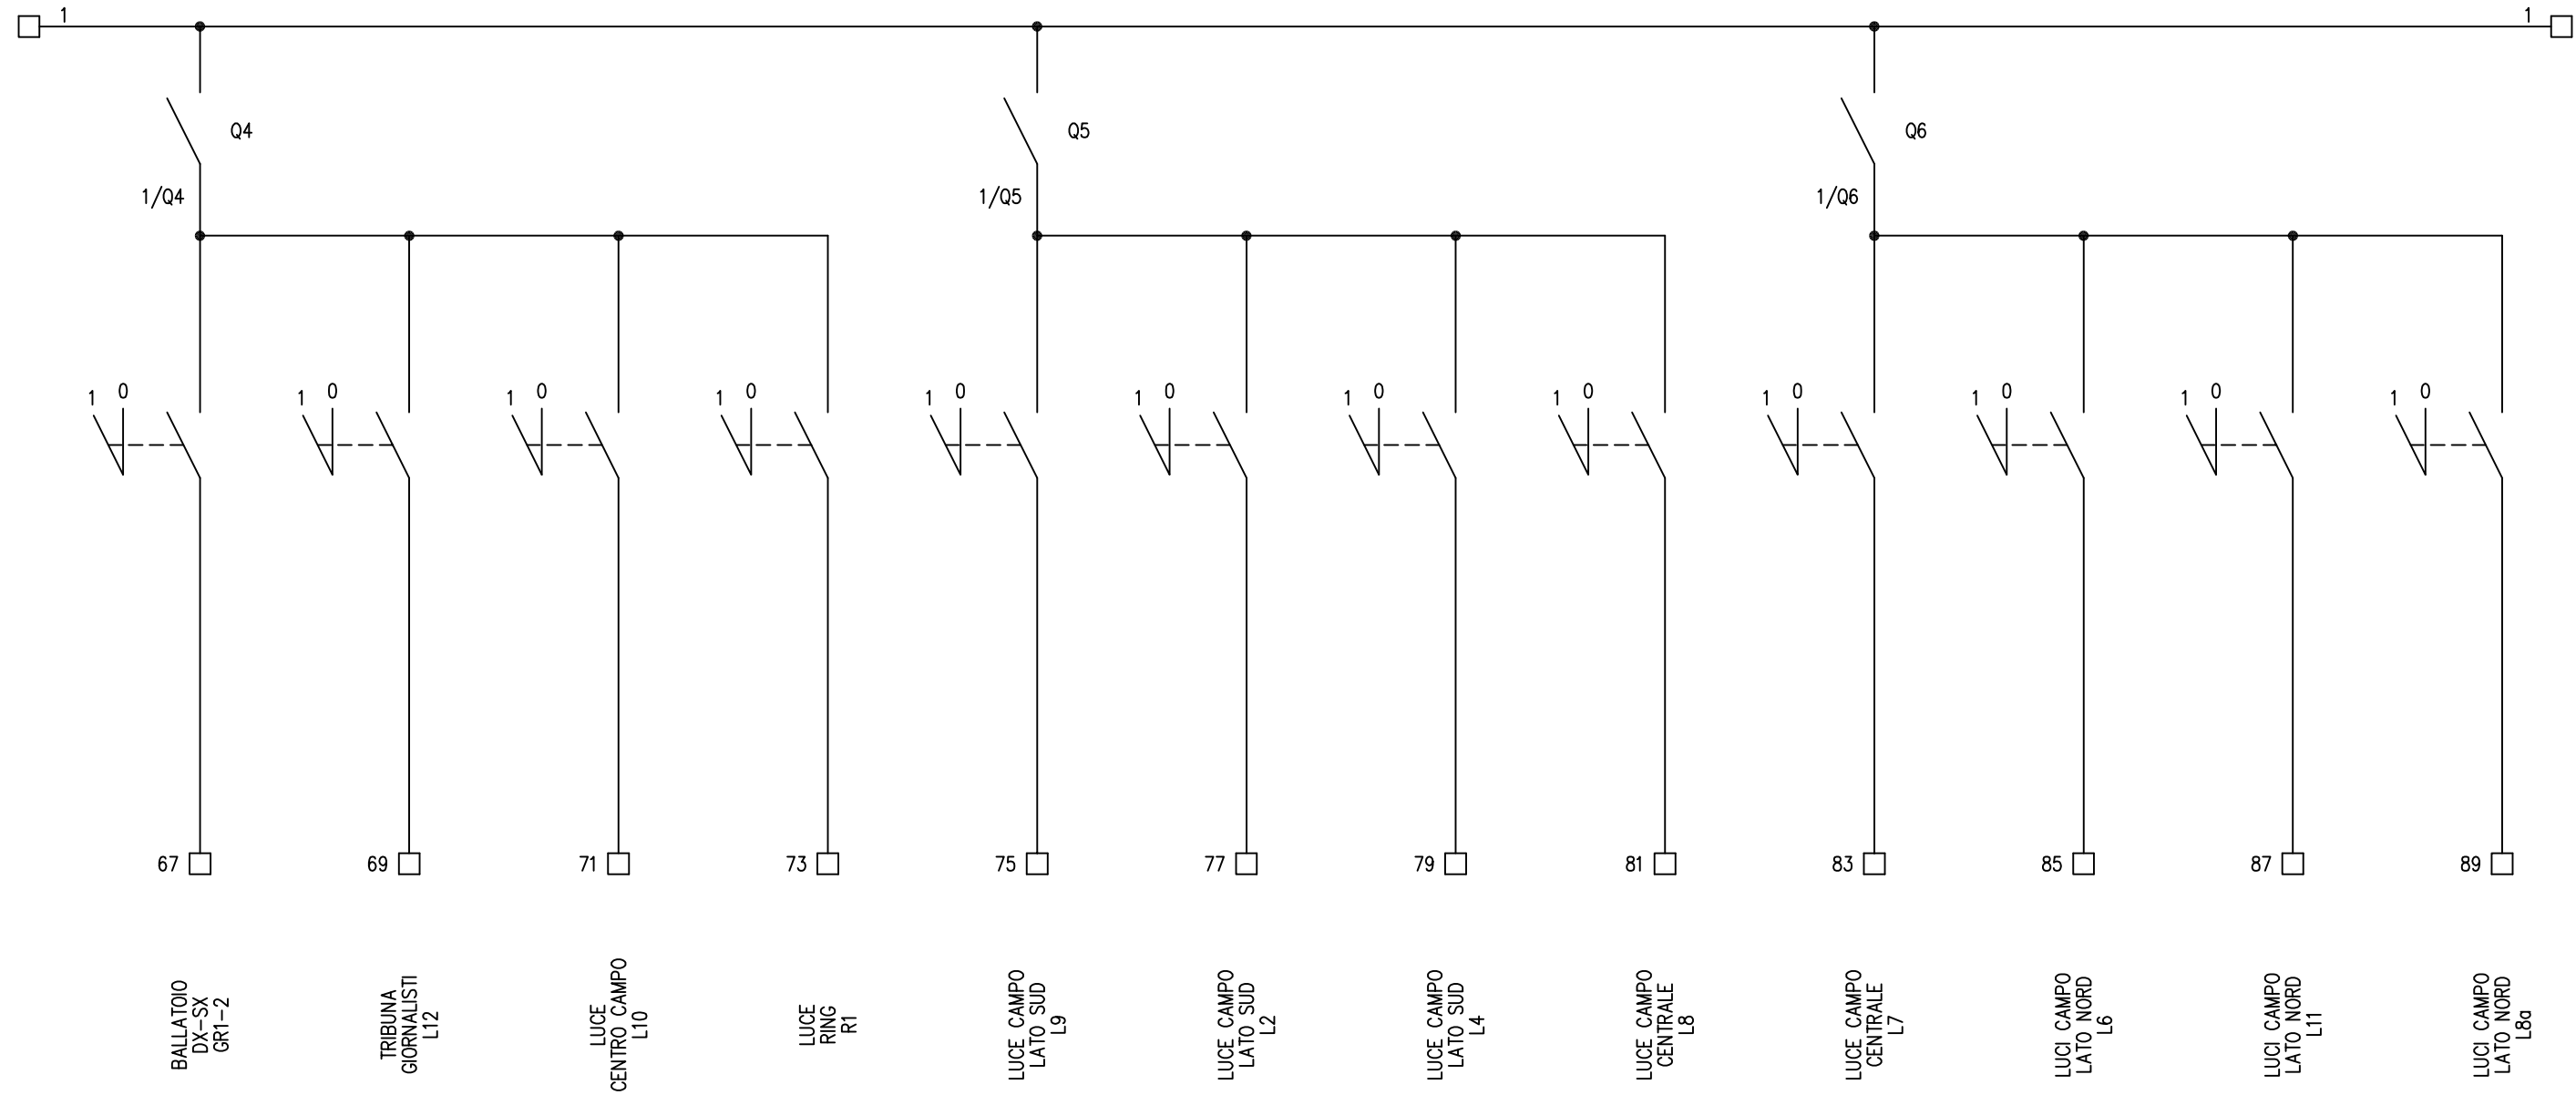 1
1
Q4
Q5
Q6
1/Q4
1/Q5
1/Q6
1 0
1 0
1 0
1 0
1 0
1 0
1 0
1 0
1 0
1 0
1 0
1 0
67
69
71
73
75
77
79
81
83
85
87
89
BALLATOIO
DX-SX
GR1-2
TRIBUNA
GIORNALISTI
L12
LUCE
CENTRO CAMPO
L10
LUCE
RING
R1
LUCE CAMPO
LATO SUD
L9
LUCE CAMPO
LATO SUD
L2
LUCE CAMPO
LATO SUD
L4
LUCE CAMPO
CENTRALE
L8
LUCE CAMPO
CENTRALE
L7
LUCI CAMPO
LATO NORD
L6
LUCI CAMPO
LATO NORD
L11
LUCI CAMPO
LATO NORD
L8a